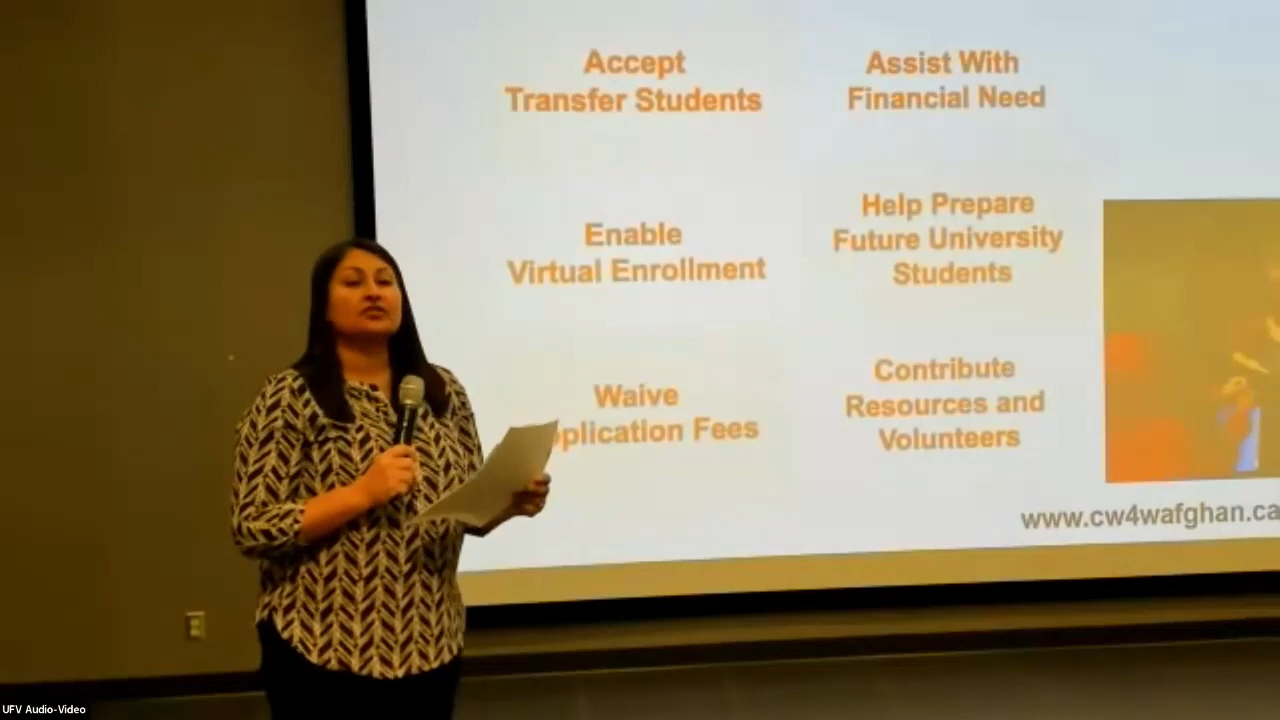 Accept
Transfer Students
Enable
Virtual Enrollment
Waive
plication Fees
Assist With
Financial Need
Help Prepare
Future University
Students
Contribute
Resources and
Volunteers
www.cw4wafghan.ca
UFV Audio-Video